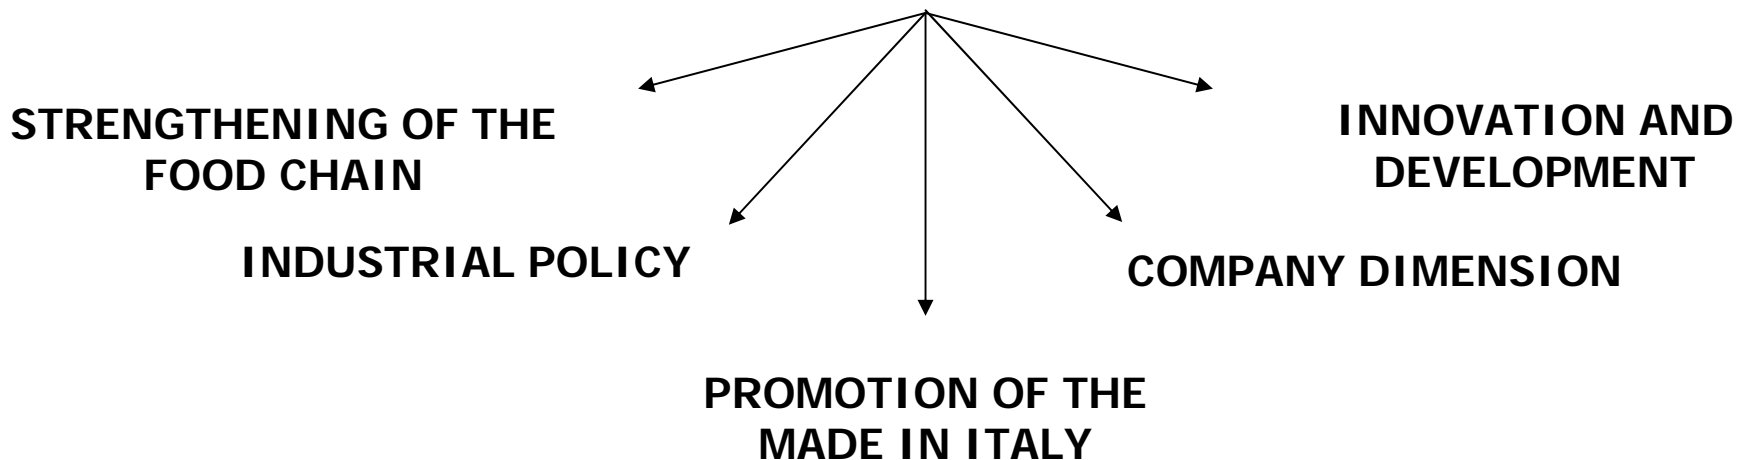 STRENGTHENING OF THE
FOOD CHAIN
INNOVATION AND
DEVELOPMENT
INDUSTRIAL POLICY
COMPANY DIMENSION
PROMOTION OF THE
MADE IN ITALY